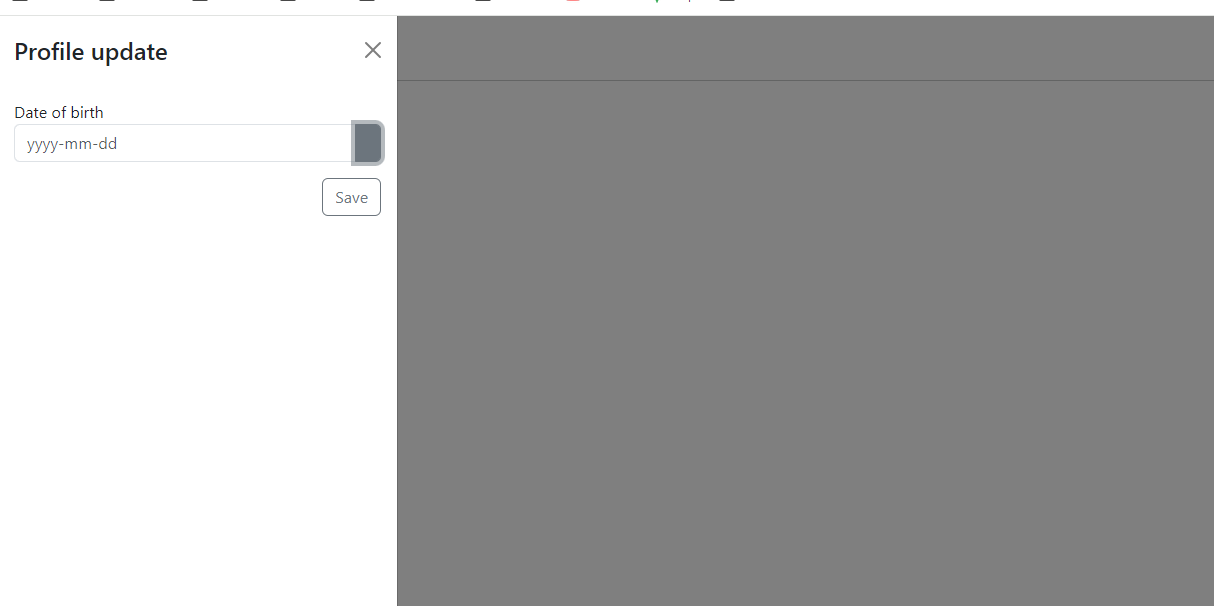 Profile update
Date of birth
yyyy-mm-dd
Save